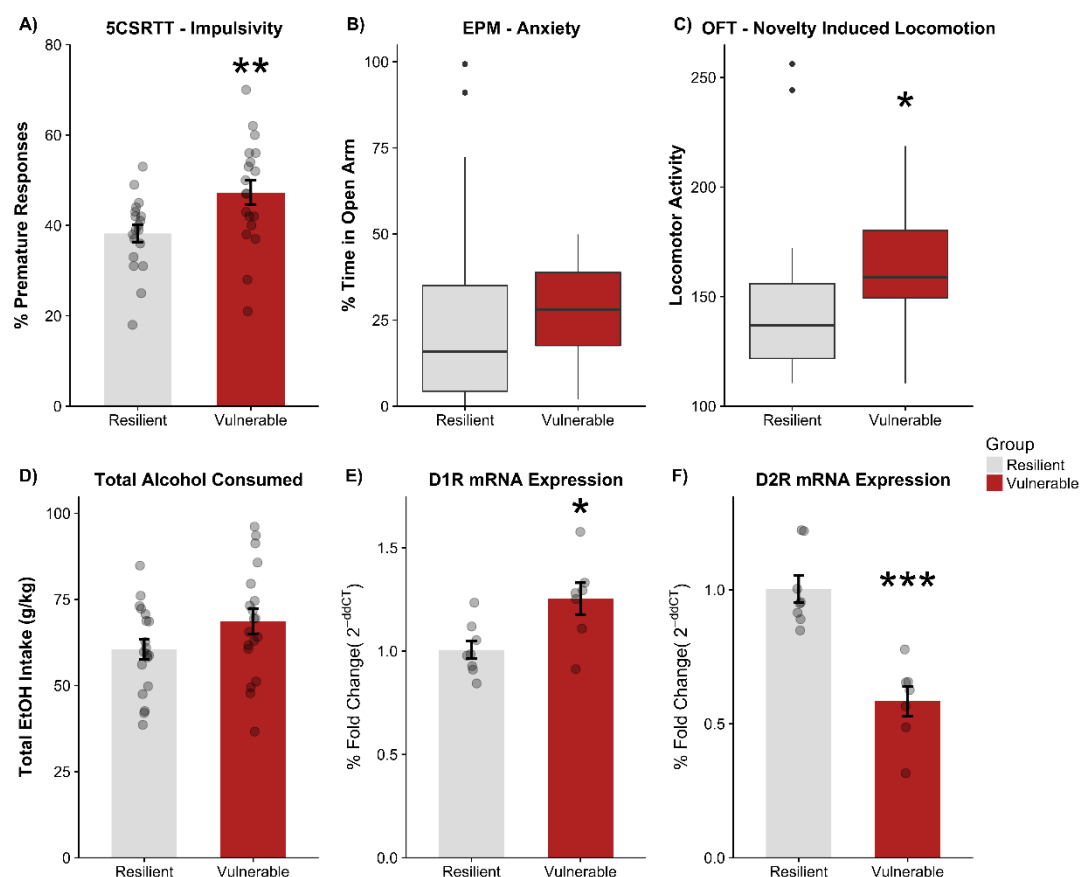 A) 5CSRTT - Impulsivity
% Premature Responses
80
60
40
20
0
**
Resilient Vulnerable
B) EPM - Anxiety
% Time in Open Arm
100
75
50
25
0
Resilient Vulnerable
C) OFT - Novelty Induced Locomotion
Locomotor Activity
250
200
150
100
*
Resilient Vulnerable
Group
Resilient
Vulnerable
D) Total Alcohol Consumed
Total EtOH Intake (g/kg)
100
75
50
25
0
Resilient Vulnerable
E) D1R mRNA Expression
% Fold Change( 2^−ddCT)
1.5
1.0
0.5
0.0
*
Resilient Vulnerable
F) D2R mRNA Expression
% Fold Change( 2^−ddCT)
1.0
0.5
0.0
***
Resilient Vulnerable